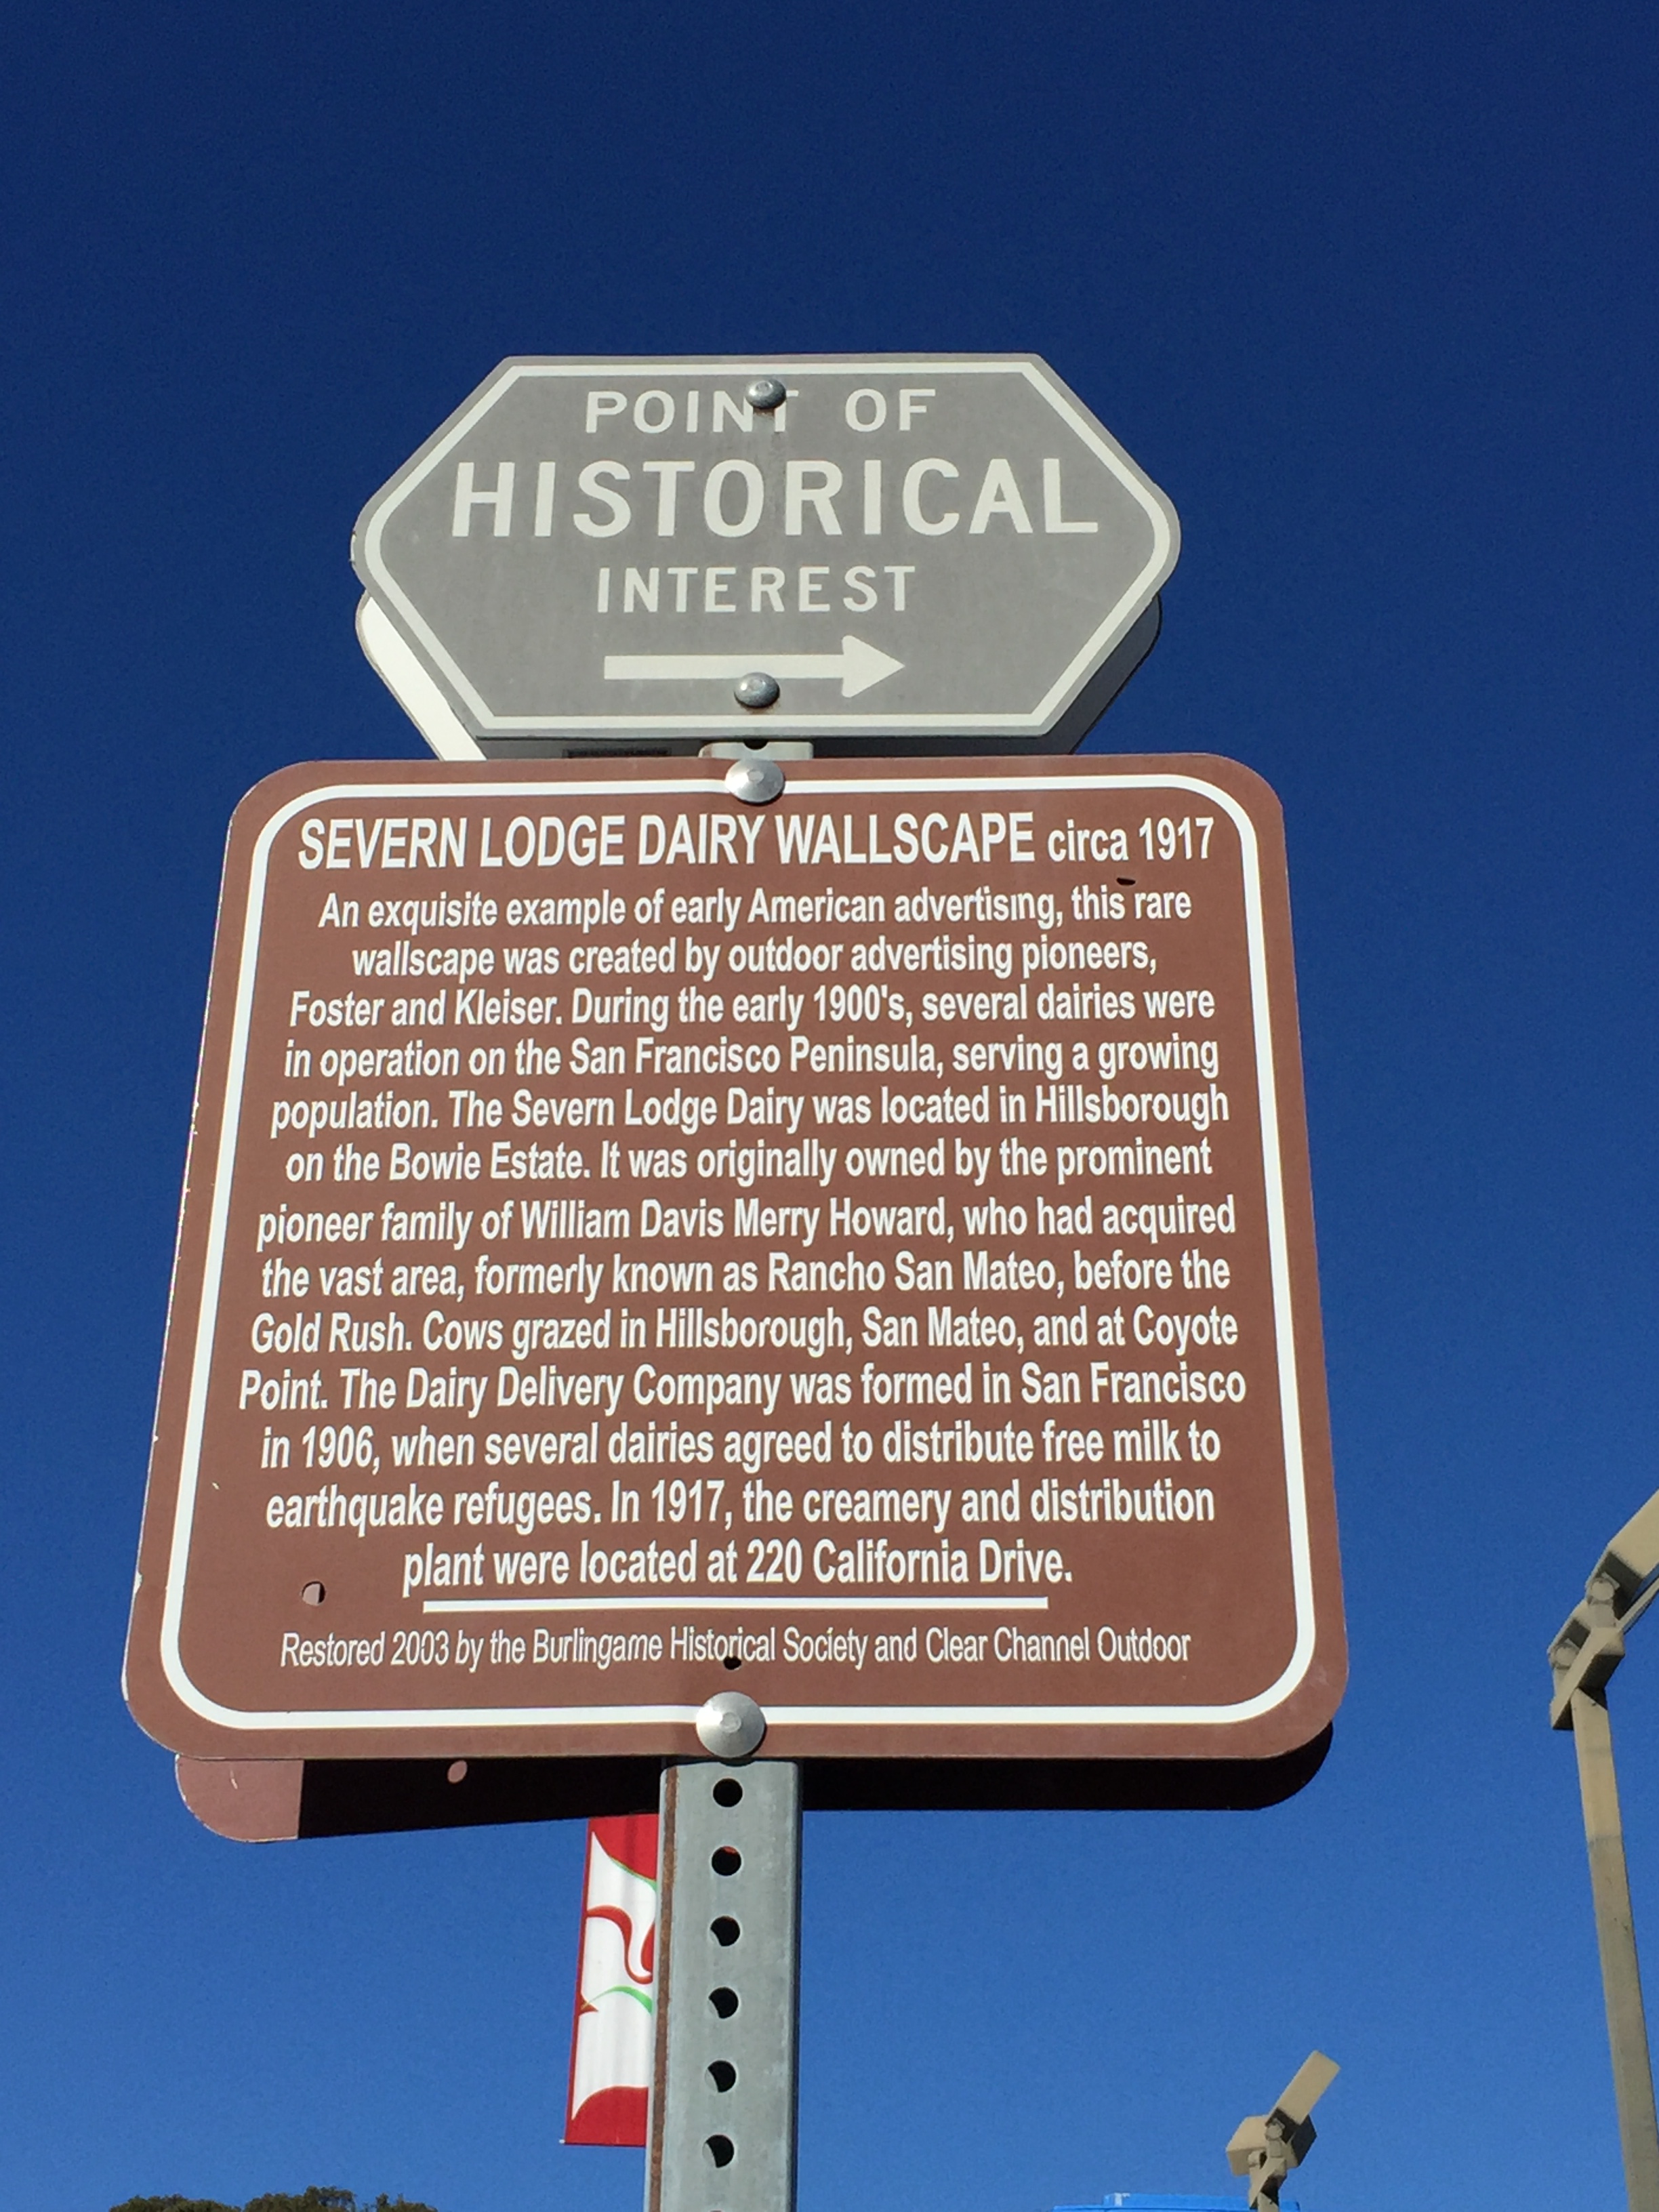 POINT OF
HISTORICAL
INTEREST
SEVERN LODGE DAIRY WALLSCAPE circa 1917
An exquisite example of early American advertising, this rare
wallscape was created by outdoor advertising pioneers,
Foster and Kleiser. During the early 1900's, several dairies were
in operation on the San Francisco Peninsula, serving a growing
population. The Severn Lodge Dairy was located in Hillsborough
on the Bowie Estate. It was originally owned by the prominent
pioneer family of William Davis Merry Howard, who had acquired
the vast area, formerly known as Rancho San Mateo, before the
Gold Rush. Cows grazed in Hillsborough, San Mateo, and at Coyote
Point. The Dairy Delivery Company was formed in San Francisco
in 1906, when several dairies agreed to distribute free milk to
earthquake refugees. In 1917, the creamery and distribution
plant were located at 220 California Drive.
Restored 2003 by the Burlingame Historical Society and Clear Channel Outdoor